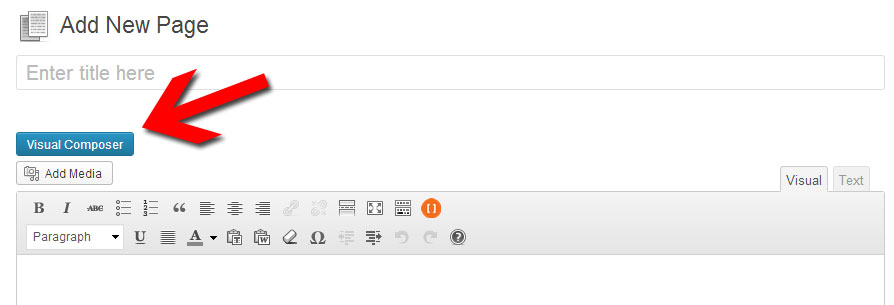 Add New Page
Enter title here
Visual Composer
Add Media
Visual Text
B I ABC
Paragraph U A